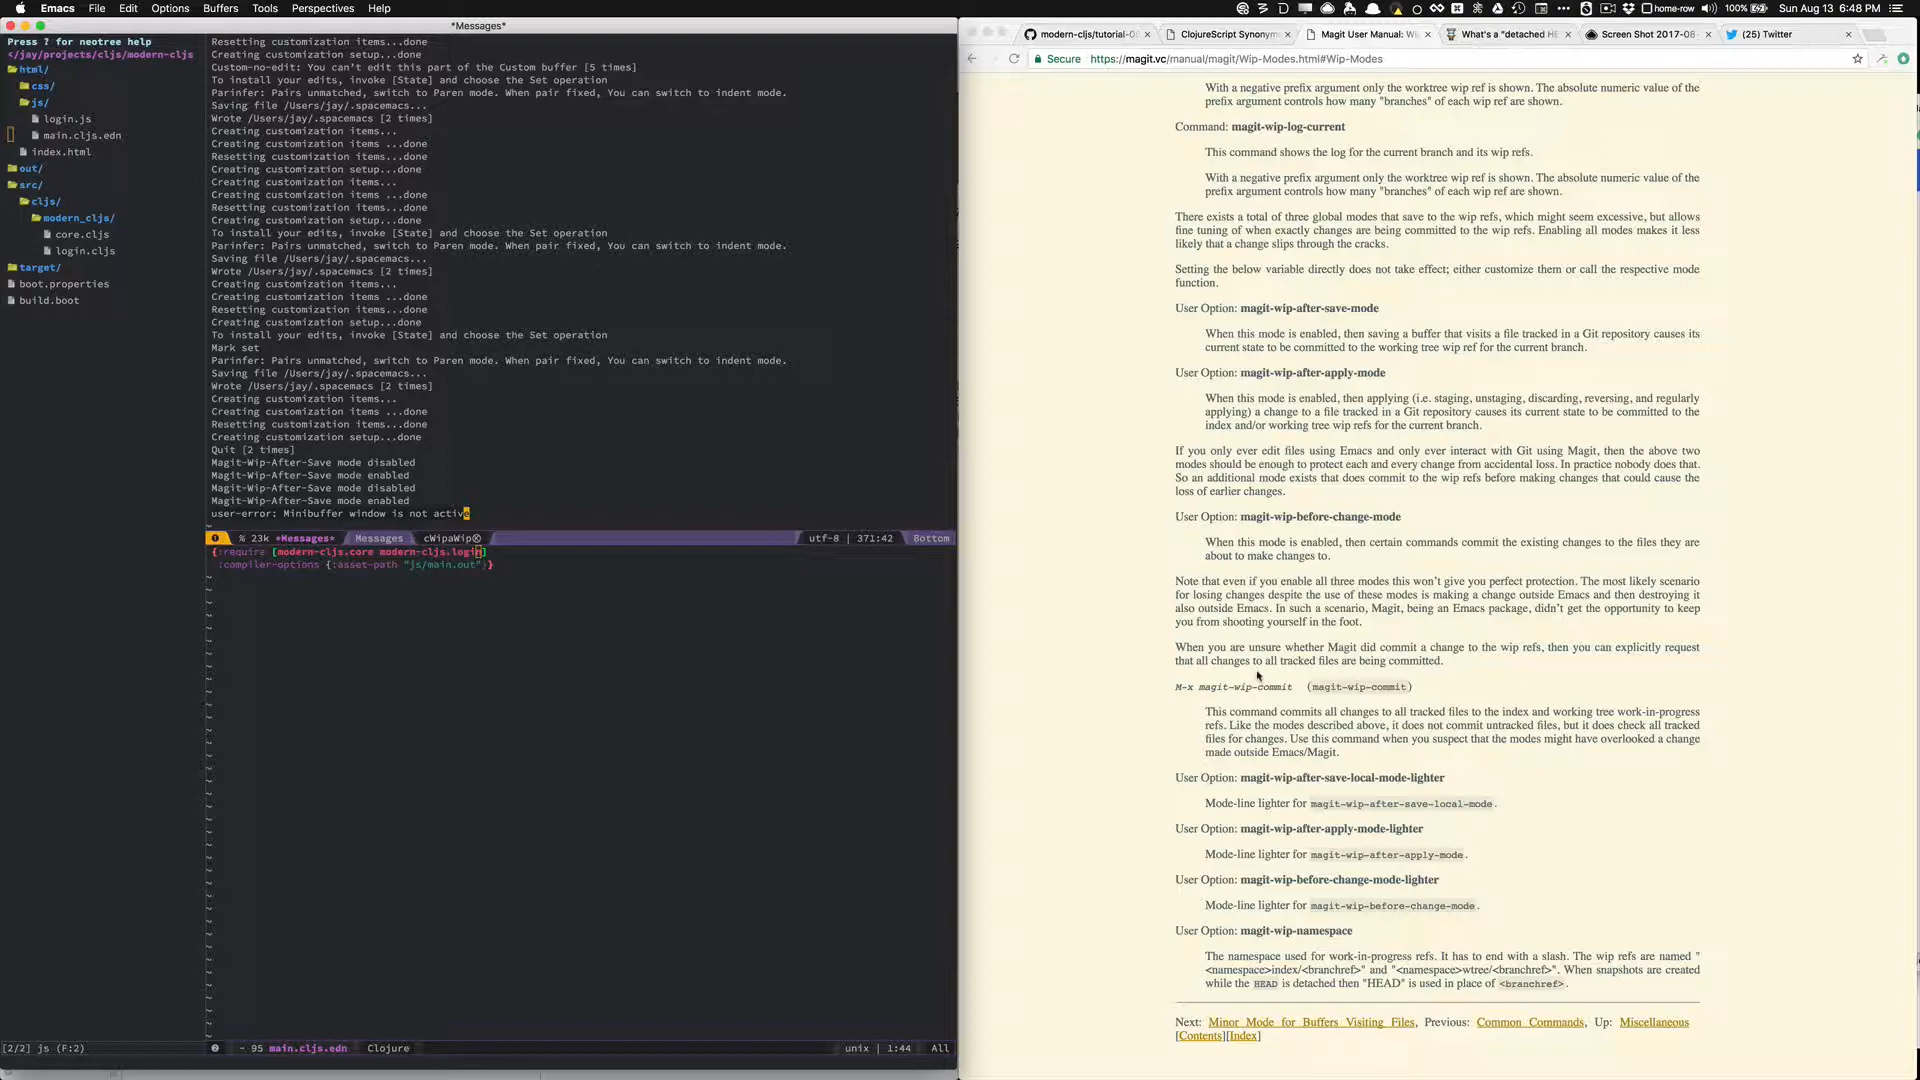 Emacs File Edit Options Buffers Tools Perspectives Help
home-row 100% Sun Aug 13 6:48 PM
*Messages*
Press ? for neotree help
</jay/projects/cljs/modern-cljs
html/
css/
js/
login.js
main.cljs.edn
index.html
out/
src/
cljs/
modern_cljs/
core.cljs
login.cljs
target/
boot.properties
build.boot
[2/2] js (F:2)
Resetting customization items...done
Creating customization setup...done
Custom-no-edit: You can’t edit this part of the Custom buffer [5 times]
To install your edits, invoke [State] and choose the Set operation
Parinfer: Pairs unmatched, switch to Paren mode. When pair fixed, You can switch to indent mode.
Saving file /Users/jay/.spacemacs...
Wrote /Users/jay/.spacemacs [2 times]
Creating customization items...
Creating customization items ...done
Resetting customization items...done
Creating customization setup...done
Creating customization items...
Creating customization items ...done
Resetting customization items...done
Creating customization setup...done
To install your edits, invoke [State] and choose the Set operation
Parinfer: Pairs unmatched, switch to Paren mode. When pair fixed, You can switch to indent mode.
Saving file /Users/jay/.spacemacs...
Wrote /Users/jay/.spacemacs [2 times]
Creating customization items...
Creating customization items ...done
Resetting customization items...done
Creating customization setup...done
To install your edits, invoke [State] and choose the Set operation
Mark set
Parinfer: Pairs unmatched, switch to Paren mode. When pair fixed, You can switch to indent mode.
Saving file /Users/jay/.spacemacs...
Wrote /Users/jay/.spacemacs [2 times]
Creating customization items...
Creating customization items ...done
Resetting customization items...done
Creating customization setup...done
Quit [2 times]
Magit-Wip-After-Save mode disabled
Magit-Wip-After-Save mode enabled
Magit-Wip-After-Save mode disabled
Magit-Wip-After-Save mode enabled
user-error: Minibuffer window is not active
% 23k *Messages* Messages cWipaWip utf-8 | 371:42 Bottom
{:require [modern-cljs.core modern-cljs.login]
:compiler-options {:asset-path "js/main.out"}}
- 95 main.cljs.edn Clojure unix | 1:44 All
modern-cljs/tutorial-0 ClojureScript Synonyms Magit User Manual: Wi What's a "detached HE Screen Shot 2017-08- (25) Twitter
Secure https://magit.vc/manual/magit/Wip-Modes.html#Wip-Modes
With a negative prefix argument only the worktree wip ref is shown. The absolute numeric value of the
prefix argument controls how many "branches" of each wip ref are shown.
Command: magit-wip-log-current
This command shows the log for the current branch and its wip refs.
With a negative prefix argument only the worktree wip ref is shown. The absolute numeric value of the
prefix argument controls how many "branches" of each wip ref are shown.
There exists a total of three global modes that save to the wip refs, which might seem excessive, but allows
fine tuning of when exactly changes are being committed to the wip refs. Enabling all modes makes it less
likely that a change slips through the cracks.
Setting the below variable directly does not take effect; either customize them or call the respective mode
function.
User Option: magit-wip-after-save-mode
When this mode is enabled, then saving a buffer that visits a file tracked in a Git repository causes its
current state to be committed to the working tree wip ref for the current branch.
User Option: magit-wip-after-apply-mode
When this mode is enabled, then applying (i.e. staging, unstaging, discarding, reversing, and regularly
applying) a change to a file tracked in a Git repository causes its current state to be committed to the
index and/or working tree wip refs for the current branch.
If you only ever edit files using Emacs and only ever interact with Git using Magit, then the above two
modes should be enough to protect each and every change from accidental loss. In practice nobody does that.
So an additional mode exists that does commit to the wip refs before making changes that could cause the
loss of earlier changes.
User Option: magit-wip-before-change-mode
When this mode is enabled, then certain commands commit the existing changes to the files they are
about to make changes to.
Note that even if you enable all three modes this won’t give you perfect protection. The most likely scenario
for losing changes despite the use of these modes is making a change outside Emacs and then destroying it
also outside Emacs. In such a scenario, Magit, being an Emacs package, didn’t get the opportunity to keep
you from shooting yourself in the foot.
When you are unsure whether Magit did commit a change to the wip refs, then you can explicitly request
that all changes to all tracked files are being committed.
M-x magit-wip-commit (magit-wip-commit)
This command commits all changes to all tracked files to the index and working tree work-in-progress
refs. Like the modes described above, it does not commit untracked files, but it does check all tracked
files for changes. Use this command when you suspect that the modes might have overlooked a change
made outside Emacs/Magit.
User Option: magit-wip-after-save-local-mode-lighter
Mode-line lighter for magit-wip-after-save-local-mode.
User Option: magit-wip-after-apply-mode-lighter
Mode-line lighter for magit-wip-after-apply-mode.
User Option: magit-wip-before-change-mode-lighter
Mode-line lighter for magit-wip-before-change-mode.
User Option: magit-wip-namespace
The namespace used for work-in-progress refs. It has to end with a slash. The wip refs are named "
<namespace>index/<branchref>" and "<namespace>wtree/<branchref>". When snapshots are created
while the HEAD is detached then "HEAD" is used in place of <branchref>.
Next: Minor Mode for Buffers Visiting Files, Previous: Common Commands, Up: Miscellaneous
[Contents][Index]